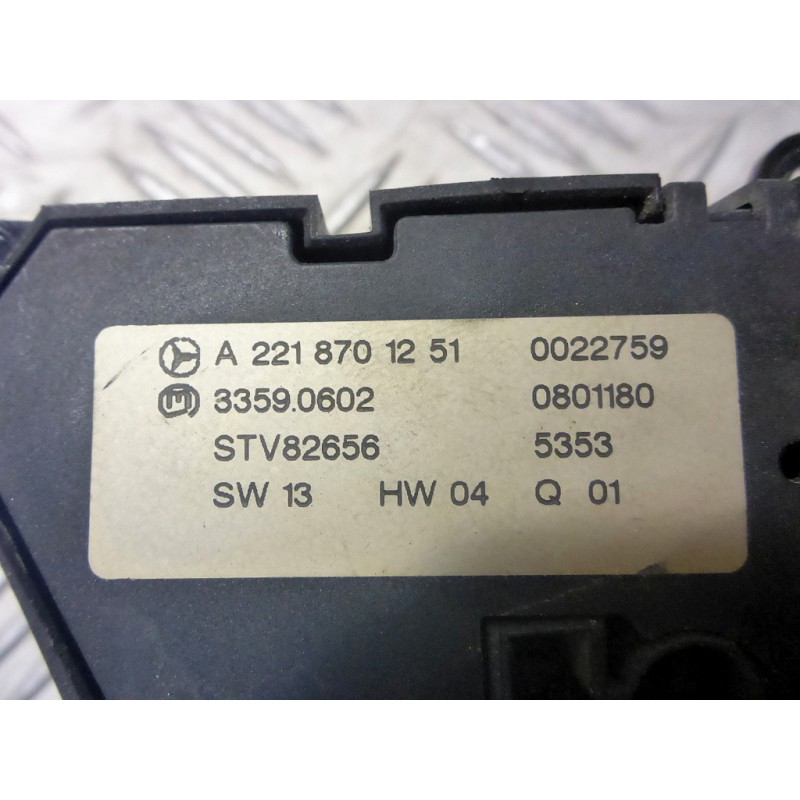 A 221 870 12 51 0022759
3359.0602 0801180
STV82656 5353
SW 13 HW 04 Q 01